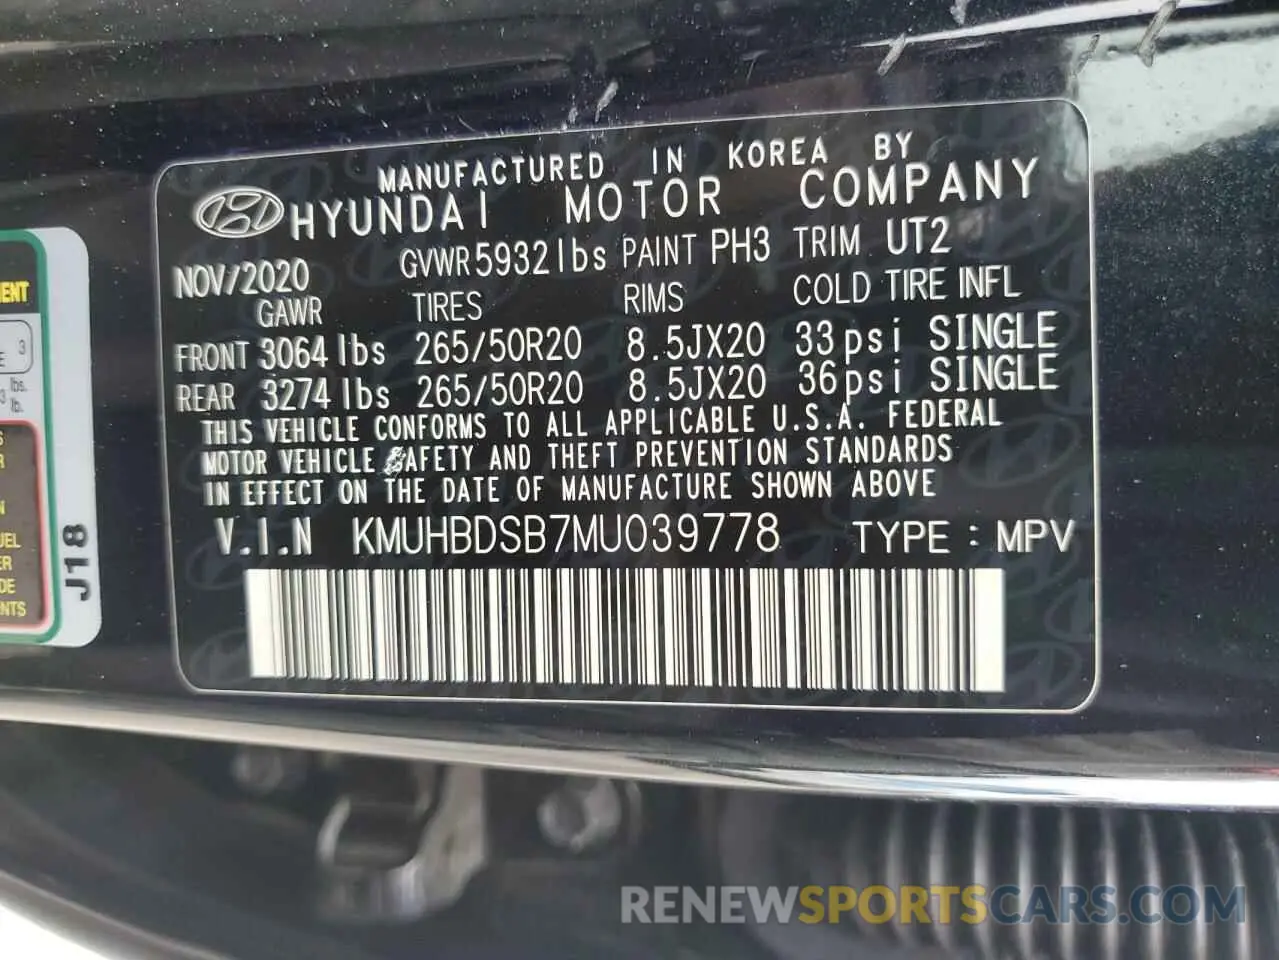 MANUFACTURED IN KOREA BY
HYUNDAI MOTOR COMPANY
NOV/2020 GVWR 5932 lbs PAINT PH3 TRIM UT2
GAWR TIRES RIMS COLD TIRE INFL
FRONT 3064 lbs 265/50R20 8.5JX20 33psi SINGLE
REAR 3274 lbs 265/50R20 8.5JX20 36psi SINGLE
THIS VEHICLE CONFORMS TO ALL APPLICABLE U.S.A. FEDERAL
MOTOR VEHICLE SAFETY AND THEFT PREVENTION STANDARDS
IN EFFECT ON THE DATE OF MANUFACTURE SHOWN ABOVE
V.I.N KMUHBDSB7MU039778 TYPE : MPV
3
lbs.
lb.
J18
RENEWSPORTSCARS.COM